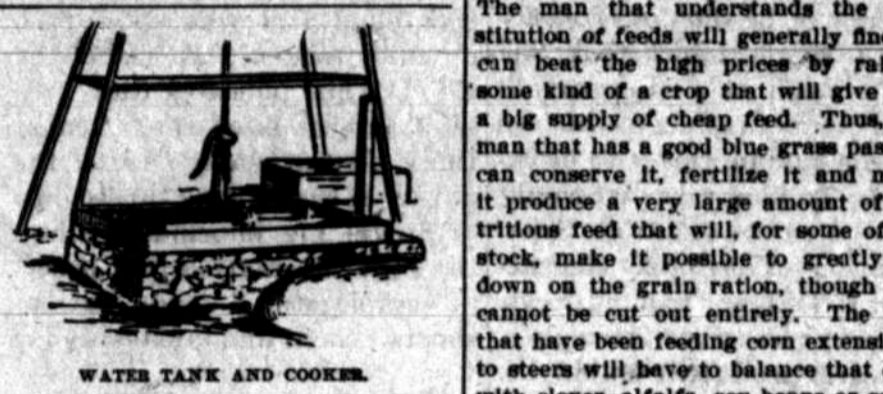 WATER TANK AND COOKER.
The man that understands the
stitution of feeds will generally
can beat the high prices by
some kind of a crop that will give
a big supply of cheap feed. Thus,
man that has a good blue grass
can conserve it, fertilize it and
it produce a very large amount of
tritious feed that will, for some of
stock, make it possible to greatly
down on the grain ration, though
cannot be cut out entirely. The
that have been feeding corn
to steers will have to balance that